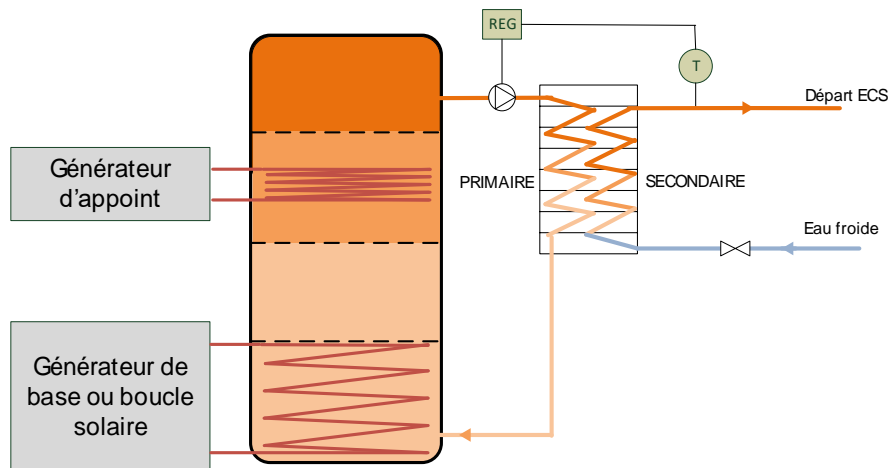 REG
T
Départ ECS
Générateur
d'appoint
PRIMAIRE
SECONDAIRE
Eau froide
Générateur de
base ou boucle
solaire